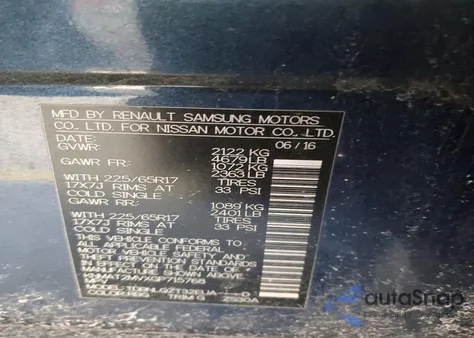 MFD BY RENAULT SAMSUNG MOTORS
CO., LTD. FOR NISSAN MOTOR CO.,LTD.
DATE: 06/16
GVWR: 2122 KG
4679 LB
GAWR FR: 1072 KG
2363 LB
WITH 225/65R17 TIRES
17X7J RIMS AT 33 PSI
COLD SINGLE
GAWR RR: 1089 KG
2401 LB
WITH 225/65R17 TIRES
17X7J RIMS AT 33 PSI
COLD SINGLE
THIS VEHICLE CONFORMS TO
ALL APPLICABLE FEDERAL
MOTOR VEHICLE SAFETY AND
THEFT PREVENTION STANDARDS
IN EFFECT ON THE DATE OF
MANUFACTURE SHOWN
TRIM G
autoSnap